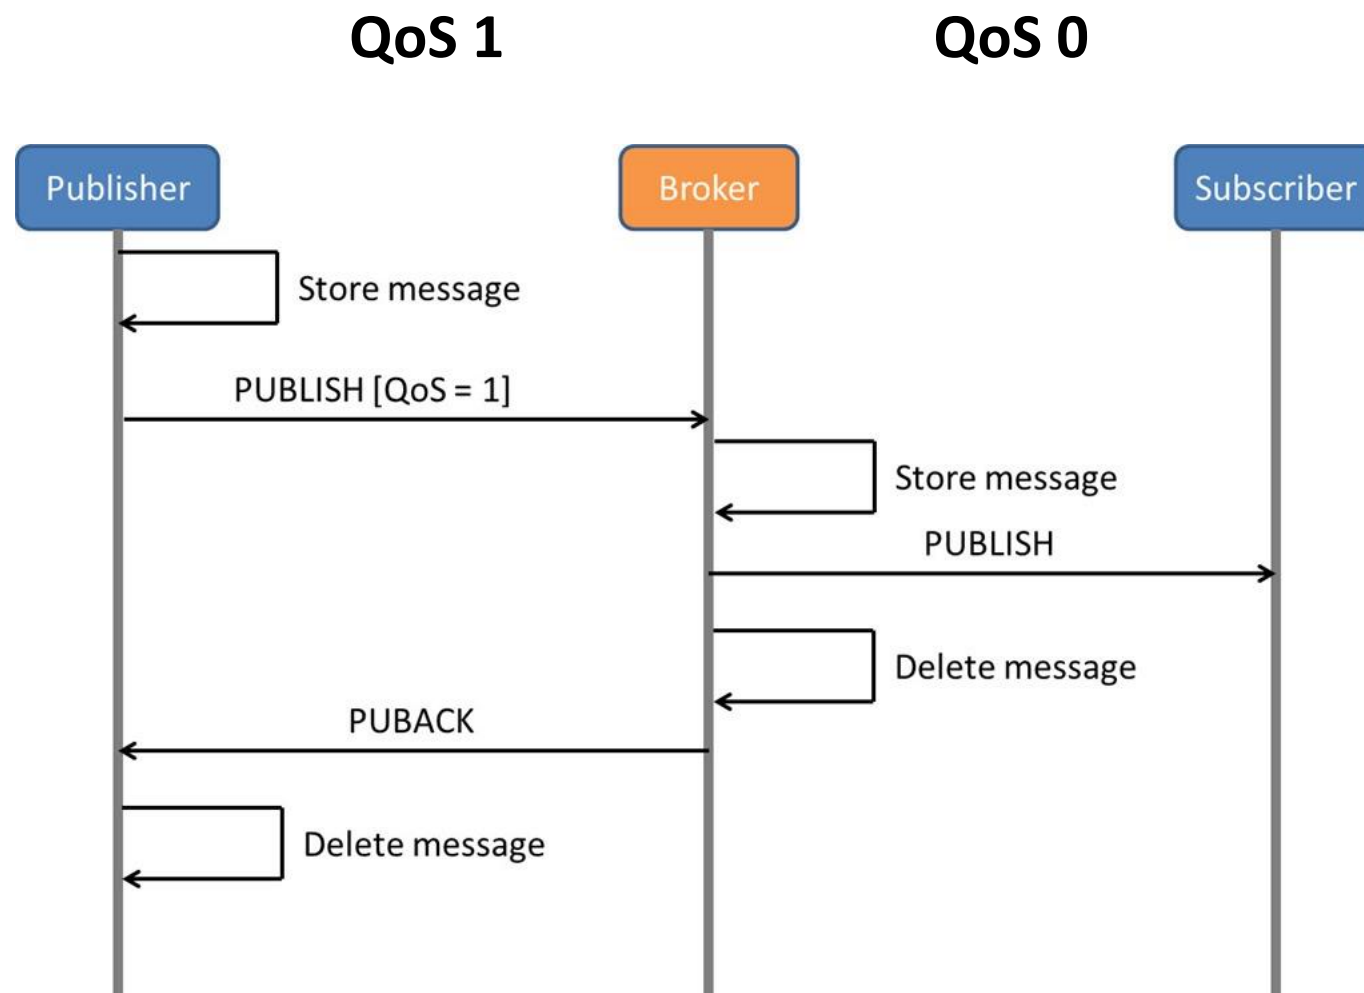 QoS 1
QoS 0
Publisher
Broker
Subscriber
Store message
PUBLISH [QoS = 1]
Store message
PUBLISH
Delete message
PUBACK
Delete message